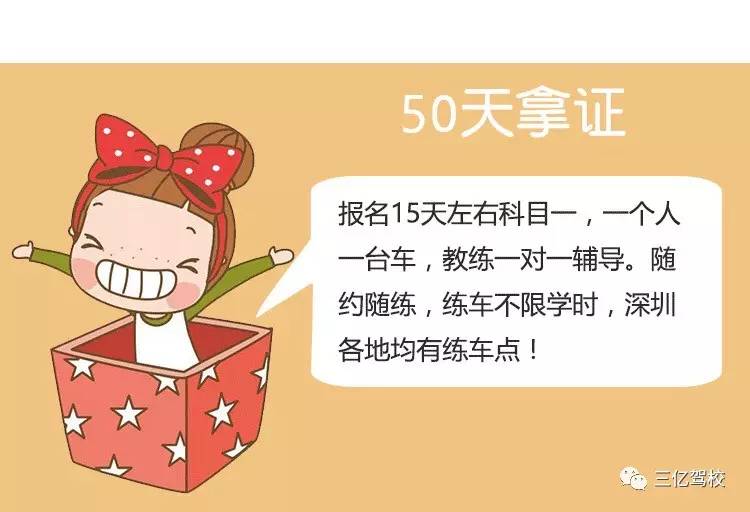 50天拿证
报名15天左右科目一，一个人
一台车，教练一对一辅导。随
约随练，练车不限学时，深圳
各地均有练车点！
三亿驾校